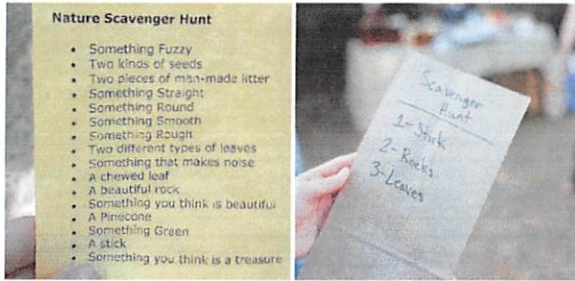 Nature Scavenger Hunt
• Something Fuzzy
• Two kinds of seeds
• Two pieces of man-made litter
• Something Straight
• Something Round
• Something Smooth
• Something Rough
• Two different types of leaves
• Something that makes noise
• A chewed leaf
• A beautiful rock
• Something you think is beautiful
• A Pinecone
• Something Green
• A stick
• Something you think is a treasure
Scavenger
Hunt
1- Stick
2- Rocks
3- Leaves